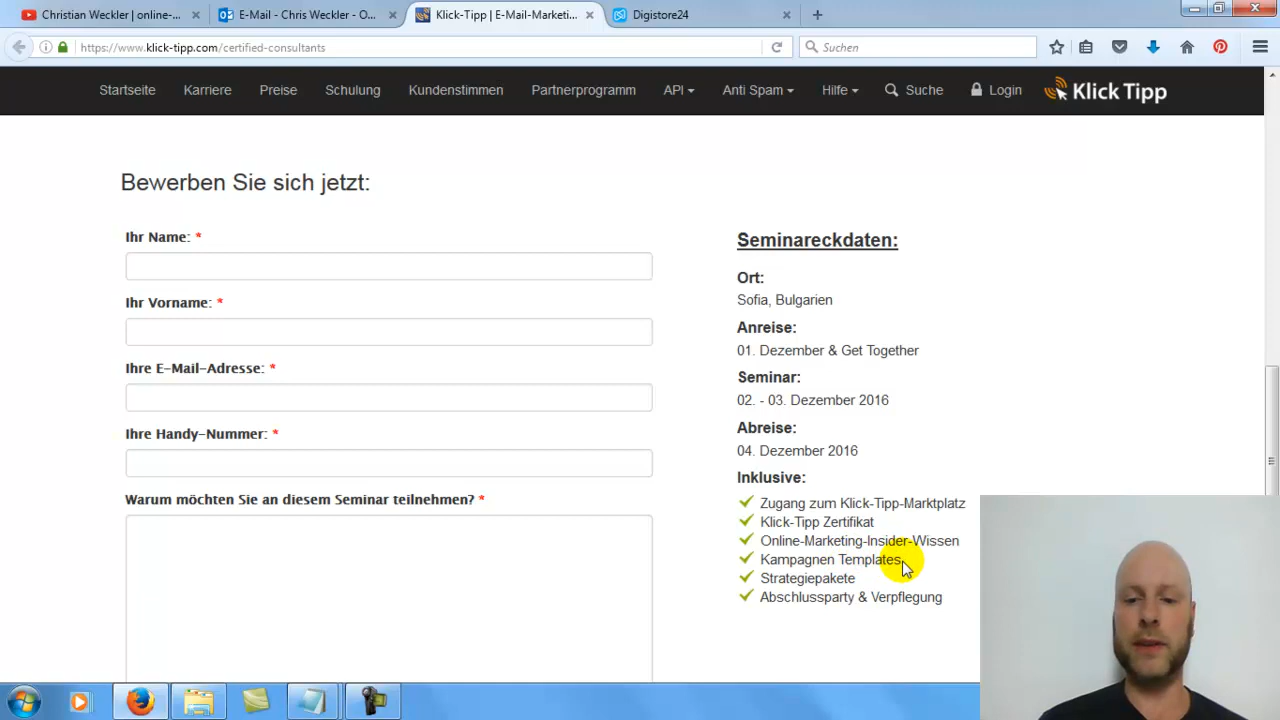 Christian Weckler | online-...
E-Mail - Chris Weckler - O...
Klick-Tipp | E-Mail-Marketi...
Digistore24
https://www.klick-tipp.com/certified-consultants
Suchen
Startseite
Karriere
Preise
Schulung
Kundenstimmen
Partnerprogramm
API
Anti Spam
Hilfe
Suche
Login
Klick Tipp
Bewerben Sie sich jetzt:
Ihr Name: *
Ihr Vorname: *
Ihre E-Mail-Adresse: *
Ihre Handy-Nummer: *
Warum möchten Sie an diesem Seminar teilnehmen? *
Seminareckdaten:
Ort:
Sofia, Bulgarien
Anreise:
01. Dezember & Get Together
Seminar:
02. - 03. Dezember 2016
Abreise:
04. Dezember 2016
Inklusive:
Zugang zum Klick-Tipp-Marktplatz
Klick-Tipp Zertifikat
Online-Marketing-Insider-Wissen
Kampagnen Templates
Strategiepakete
Abschlussparty & Verpflegung